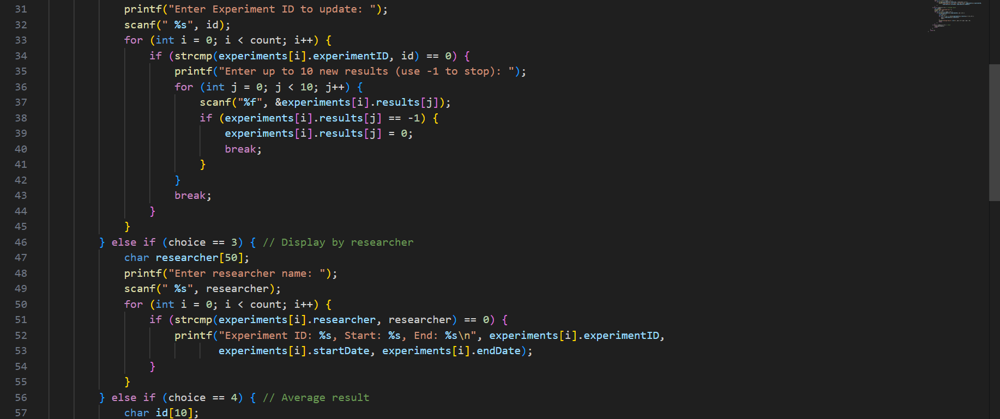 31 printf("Enter Experiment ID to update: ");
32 scanf(" %s", id);
33 for (int i = 0; i < count; i++) {
34 if (strcmp(experiments[i].experimentID, id) == 0) {
35 printf("Enter up to 10 new results (use -1 to stop): ");
36 for (int j = 0; j < 10; j++) {
37 scanf("%f", &experiments[i].results[j]);
38 if (experiments[i].results[j] == -1) {
39 experiments[i].results[j] = 0;
40 break;
41 }
42 }
43 break;
44 }
45 }
46 } else if (choice == 3) { // Display by researcher
47 char researcher[50];
48 printf("Enter researcher name: ");
49 scanf(" %s", researcher);
50 for (int i = 0; i < count; i++) {
51 if (strcmp(experiments[i].researcher, researcher) == 0) {
52 printf("Experiment ID: %s, Start: %s, End: %s\n", experiments[i].experimentID,
53 experiments[i].startDate, experiments[i].endDate);
54 }
55 }
56 } else if (choice == 4) { // Average result
57 char id[10];